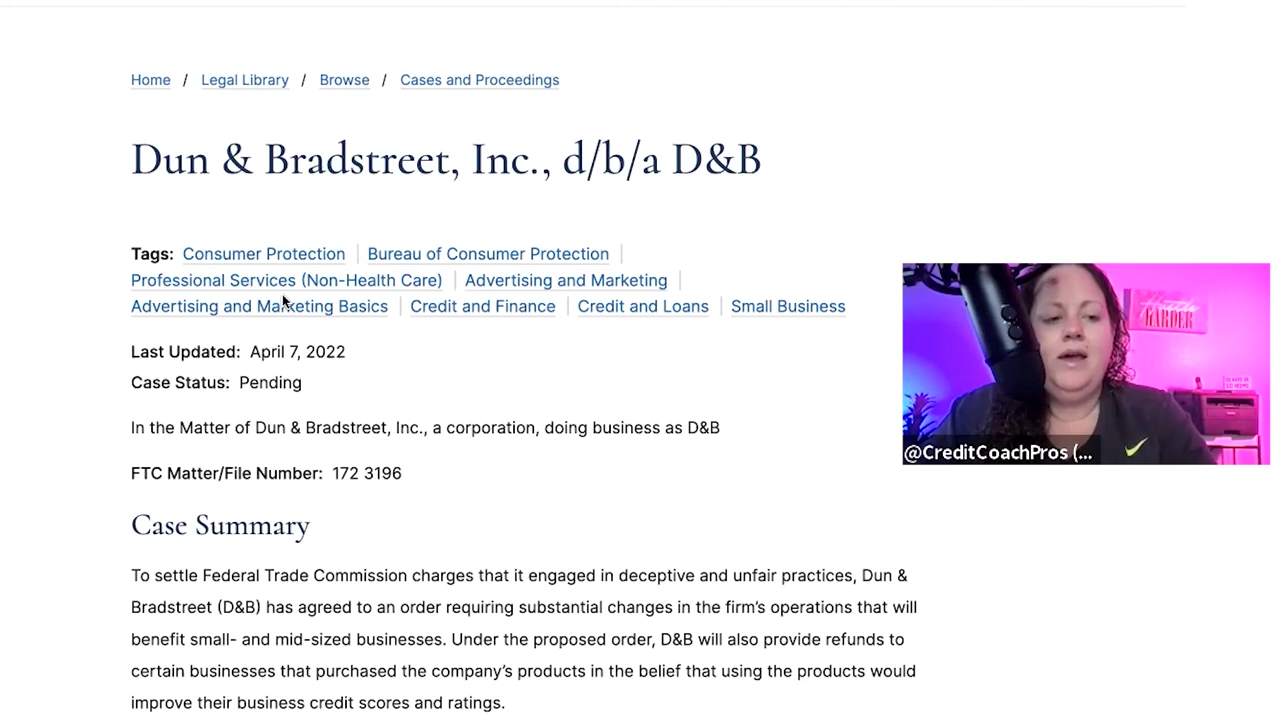 Home / Legal Library / Browse / Cases and Proceedings
Dun & Bradstreet, Inc., d/b/a D&B
Tags: Consumer Protection | Bureau of Consumer Protection |
Professional Services (Non-Health Care) | Advertising and Marketing |
Advertising and Marketing Basics | Credit and Finance | Credit and Loans | Small Business
Last Updated: April 7, 2022
Case Status: Pending
In the Matter of Dun & Bradstreet, Inc., a corporation, doing business as D&B
FTC Matter/File Number: 172 3196
Case Summary
To settle Federal Trade Commission charges that it engaged in deceptive and unfair practices, Dun &
Bradstreet (D&B) has agreed to an order requiring substantial changes in the firm's operations that will
benefit small- and mid-sized businesses. Under the proposed order, D&B will also provide refunds to
certain businesses that purchased the company's products in the belief that using the products would
improve their business credit scores and ratings.
HARDER
@CreditCoachPros (...